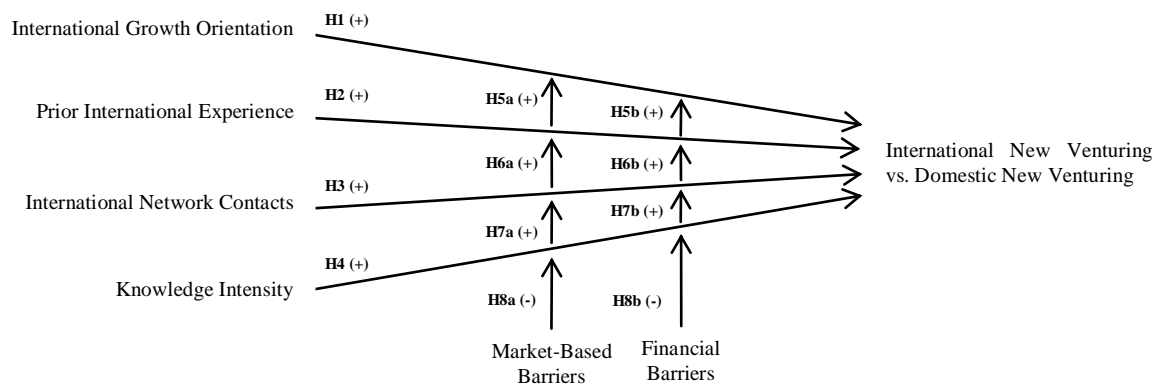 H1 (+)
International Growth Orientation
H2 (+)
Prior International Experience
H5a (+)
H5b (+)
H6a (+)
H6b (+)
International New Venturing
vs. Domestic New Venturing
H3 (+)
International Network Contacts
H7a (+)
H7b (+)
H4 (+)
Knowledge Intensity
H8a (-)
H8b (-)
Market-Based
Barriers
Financial
Barriers